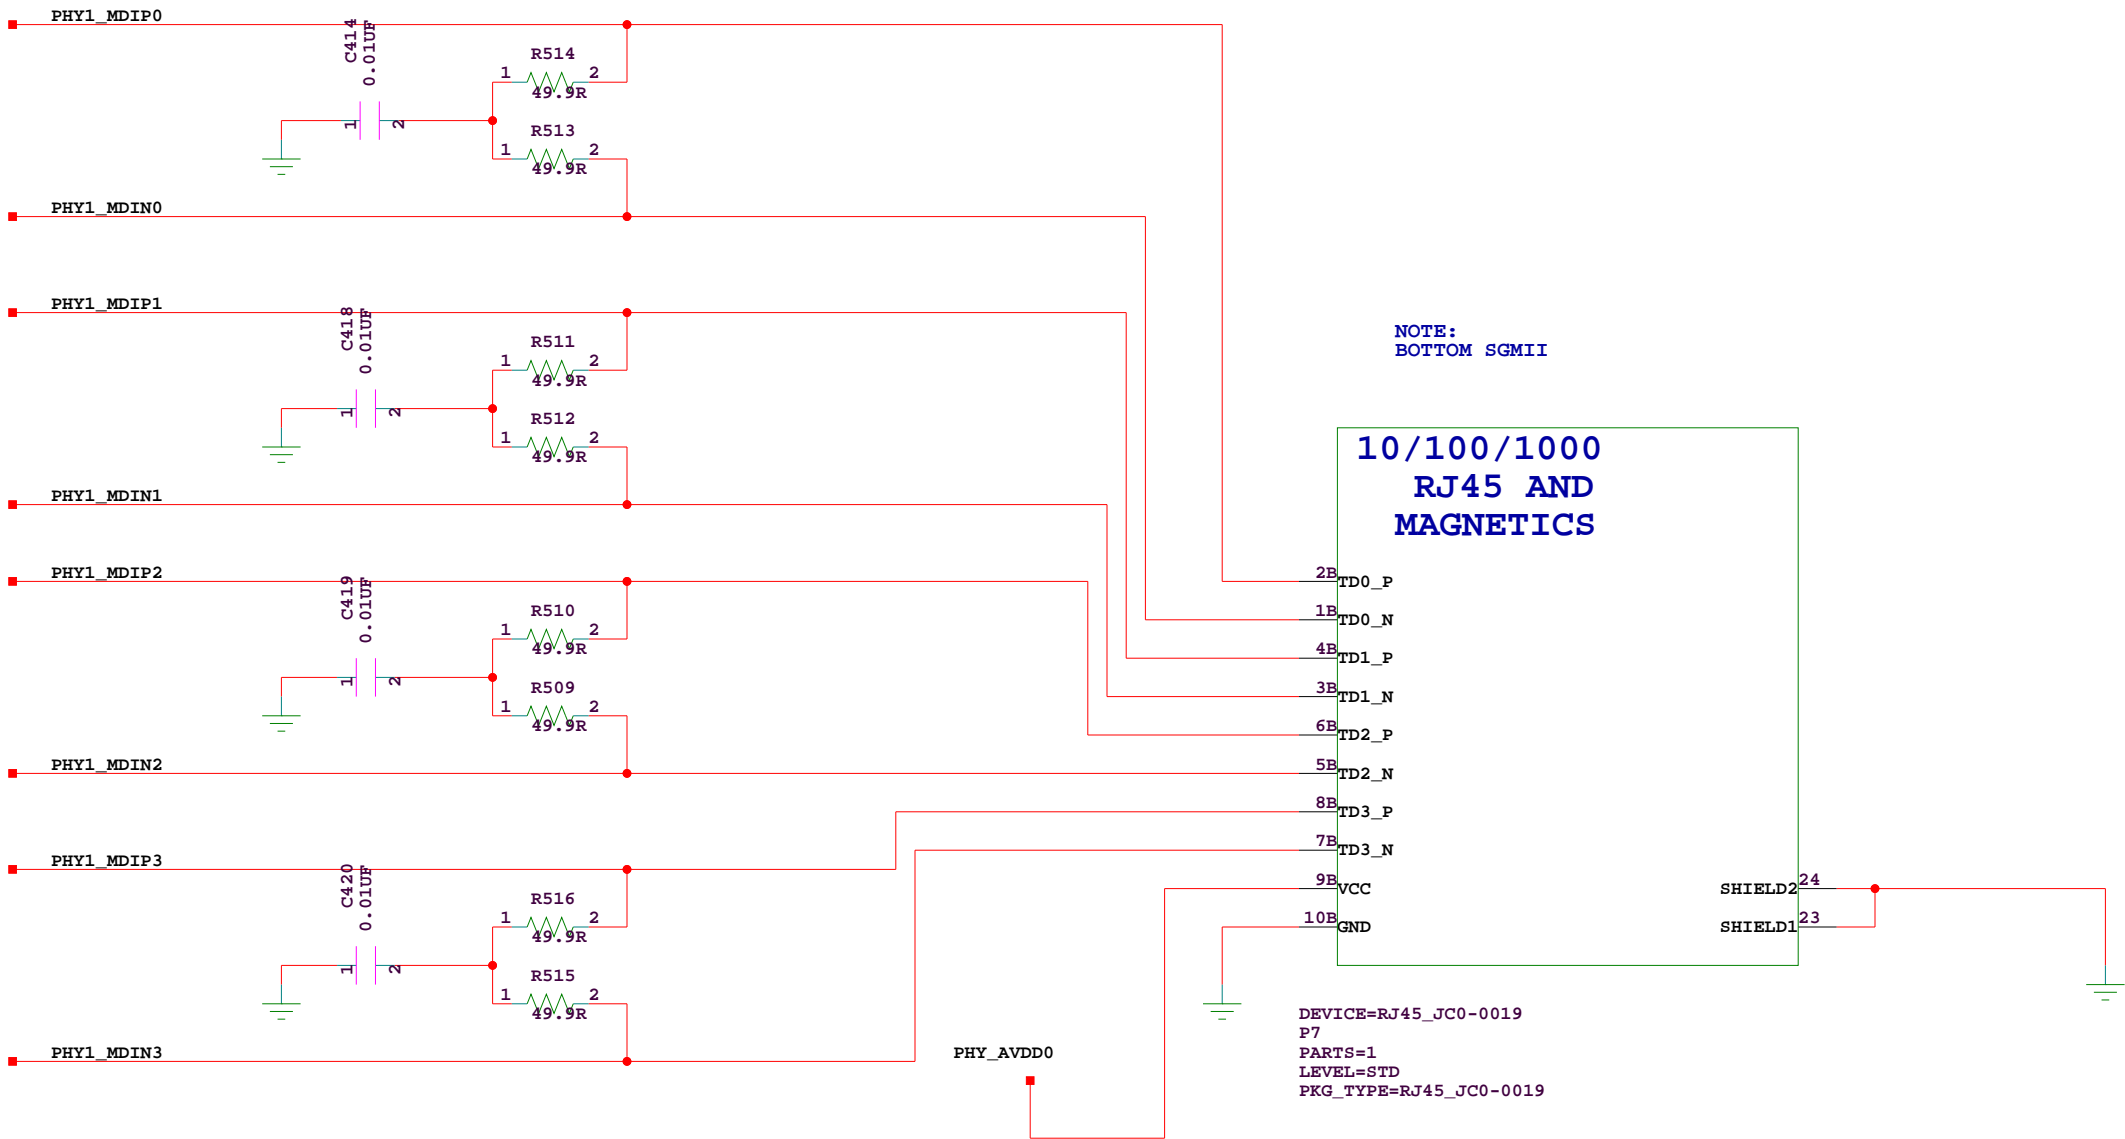 PHY1_MDIP0
C414
0.01UF
1
2
R514
1
2
49.9R
R513
1
2
49.9R
PHY1_MDIN0
PHY1_MDIP1
C418
0.01UF
1
2
R511
1
2
49.9R
R512
1
2
49.9R
PHY1_MDIN1
PHY1_MDIP2
C419
0.01UF
1
2
R510
1
2
49.9R
R509
1
2
49.9R
PHY1_MDIN2
PHY1_MDIP3
C420
0.01UF
1
2
R516
1
2
49.9R
R515
1
2
49.9R
PHY1_MDIN3
PHY_AVDD0
NOTE:
BOTTOM SGMII
10/100/1000
RJ45 AND
MAGNETICS
2B TD0_P
1B TD0_N
4B TD1_P
3B TD1_N
6B TD2_P
5B TD2_N
8B TD3_P
7B TD3_N
9B VCC
10B GND
SHIELD2 24
SHIELD1 23
DEVICE=RJ45_JC0-0019
P7
PARTS=1
LEVEL=STD
PKG_TYPE=RJ45_JC0-0019